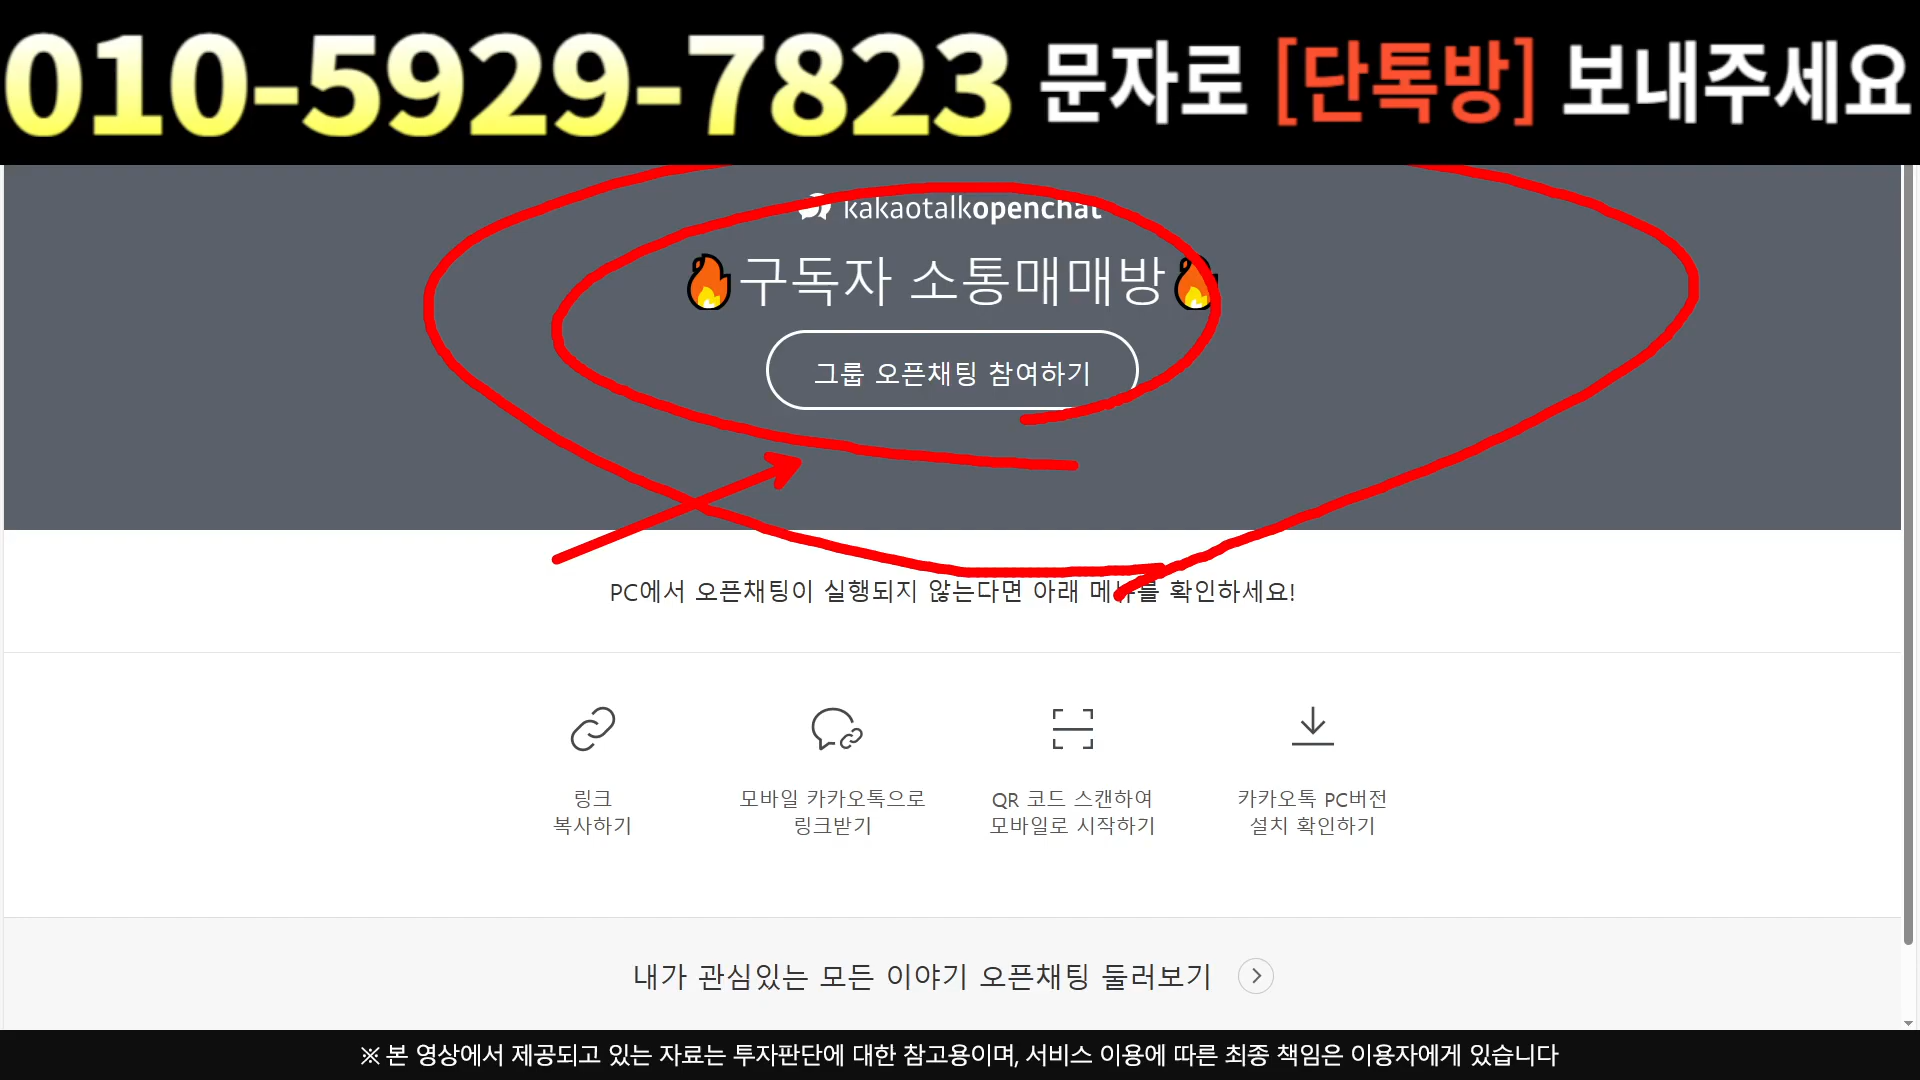 010-5929-7823 문자로 [단톡방] 보내주세요
kakaotalkopenchat
🔥구독자 소통매매방🔥
그룹 오픈채팅 참여하기
PC에서 오픈채팅이 실행되지 않는다면 아래 메뉴를 확인하세요!
링크
복사하기
모바일 카카오톡으로
링크받기
QR 코드 스캔하여
모바일로 시작하기
카카오톡 PC버전
설치 확인하기
내가 관심있는 모든 이야기 오픈채팅 둘러보기
※ 본 영상에서 제공되고 있는 자료는 투자판단에 대한 참고용이며, 서비스 이용에 따른 최종 책임은 이용자에게 있습니다